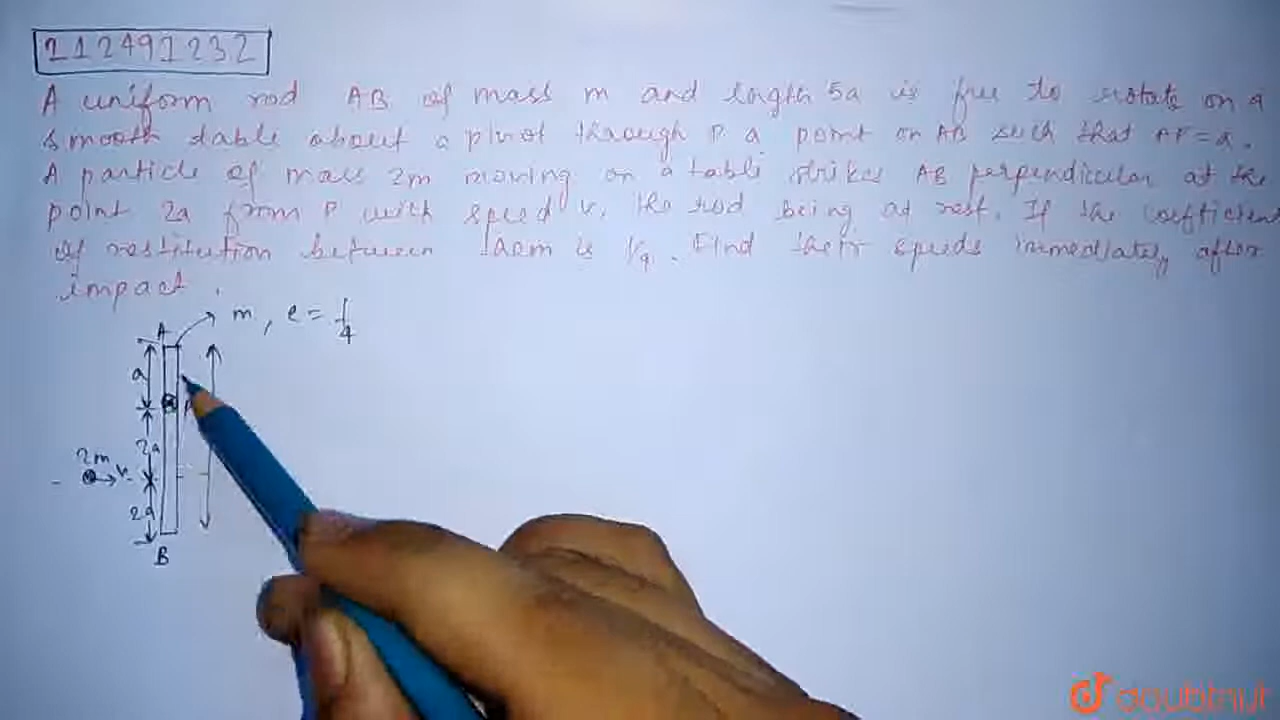 212491232
A uniform rod AB of mass m and length 5a is free to rotate on a
smooth table about a pivot through P a point on AB such that AP = a.
A particle of mass 2m moving on a table strikes AB perpendicular at the
point 2a from P with speed v, the rod being at rest. If the coefficient
of restitution between them is 1/4. Find their speeds immediately after
impact.
m, e = 1/4
A
a
P
2a
2m
v
2a
B
doubtnut